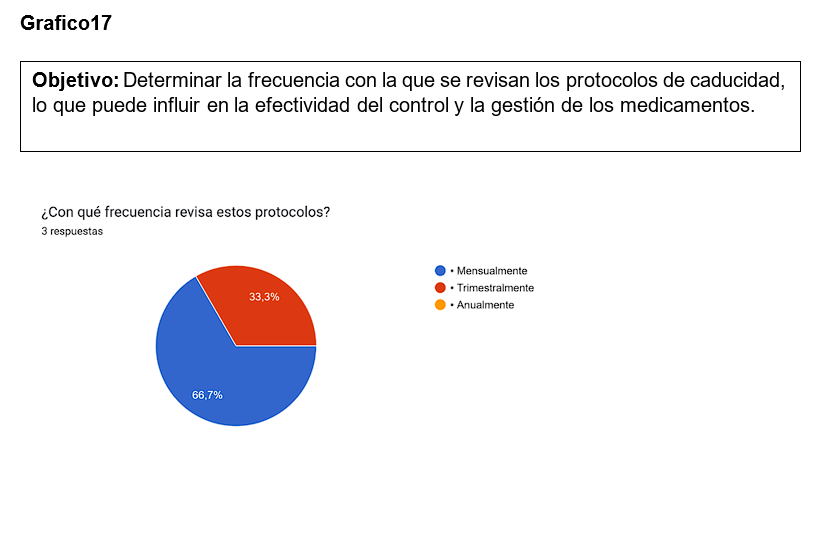 Grafico17
Objetivo: Determinar la frecuencia con la que se revisan los protocolos de caducidad,
lo que puede influir en la efectividad del control y la gestión de los medicamentos.
¿Con qué frecuencia revisa estos protocolos?
3 respuestas
33,3%
66,7%
• Mensualmente
• Trimestralmente
• Anualmente